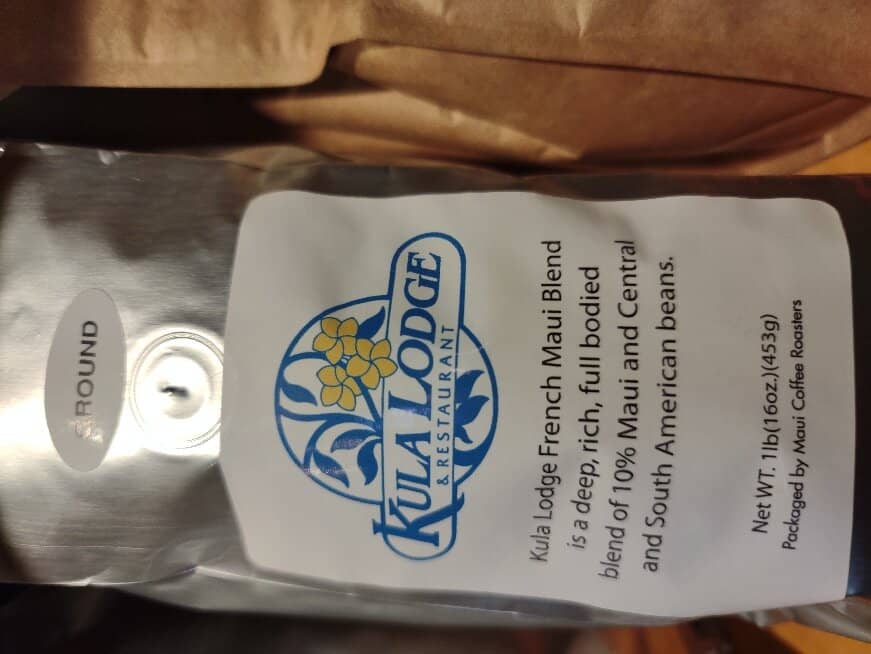 GROUND
KULA LODGE
& RESTAURANT
Kula Lodge French Maui Blend
is a deep, rich, full bodied
blend of 10% Maui and Central
and South American beans.
Net WT. 1lb(16oz.)(453g)
Packaged by Maui Coffee Roasters